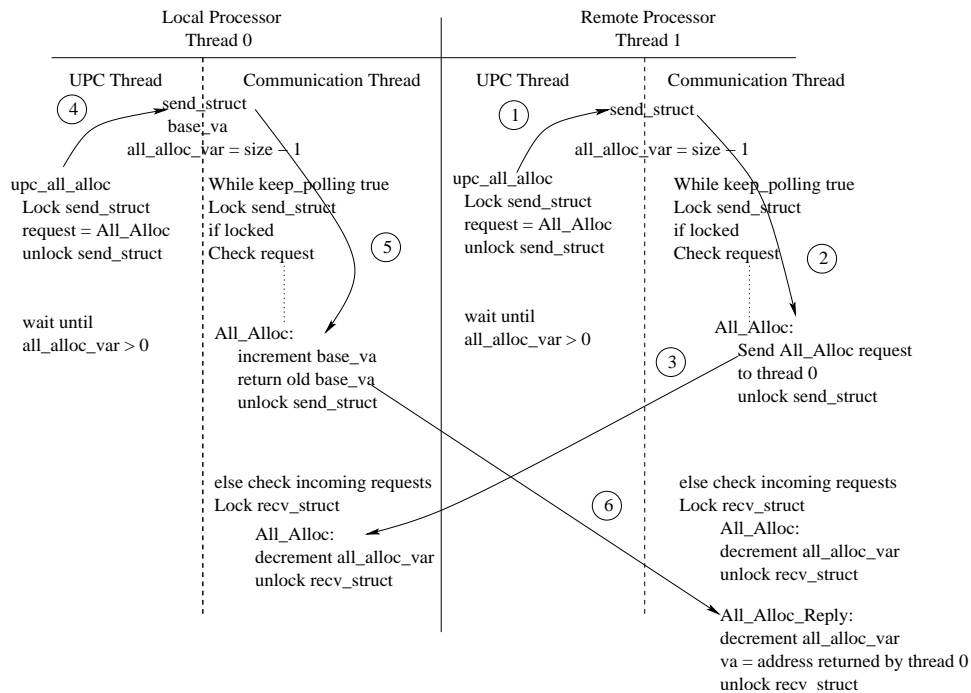 Local Processor
Thread 0
Remote Processor
Thread 1
UPC Thread
Communication Thread
UPC Thread
Communication Thread
4
send_struct
base_va
all_alloc_var = size − 1
upc_all_alloc
Lock send_struct
request = All_Alloc
unlock send_struct
wait until
all_alloc_var > 0
While keep_polling true
Lock send_struct
if locked
Check request
5
All_Alloc:
increment base_va
return old base_va
unlock send_struct
else check incoming requests
Lock recv_struct
All_Alloc:
decrement all_alloc_var
unlock recv_struct
1
send_struct
all_alloc_var = size − 1
upc_all_alloc
Lock send_struct
request = All_Alloc
unlock send_struct
wait until
all_alloc_var > 0
While keep_polling true
Lock send_struct
if locked
Check request
2
All_Alloc:
Send All_Alloc request
to thread 0
unlock send_struct
3
6
else check incoming requests
Lock recv_struct
All_Alloc:
decrement all_alloc_var
unlock recv_struct
All_Alloc_Reply:
decrement all_alloc_var
va = address returned by thread 0
unlock recv_struct